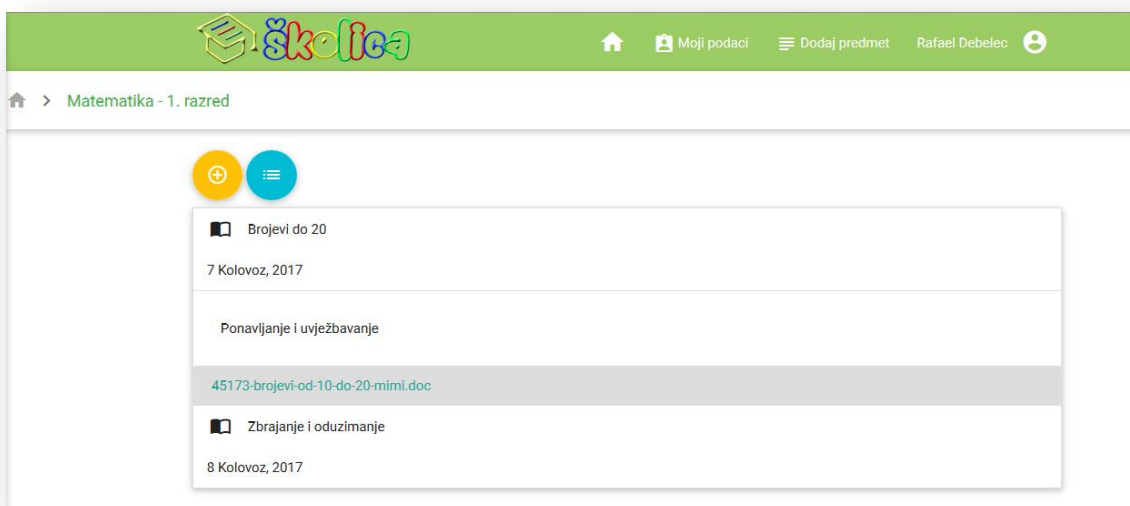 školica
Moji podaci
Dodaj predmet
Rafael Debelec
Matematika - 1. razred
Brojevi do 20
7 Kolovoz, 2017
Ponavljanje i uvježbavanje
45173-brojevi-od-10-do-20-mimi.doc
Zbrajanje i oduzimanje
8 Kolovoz, 2017